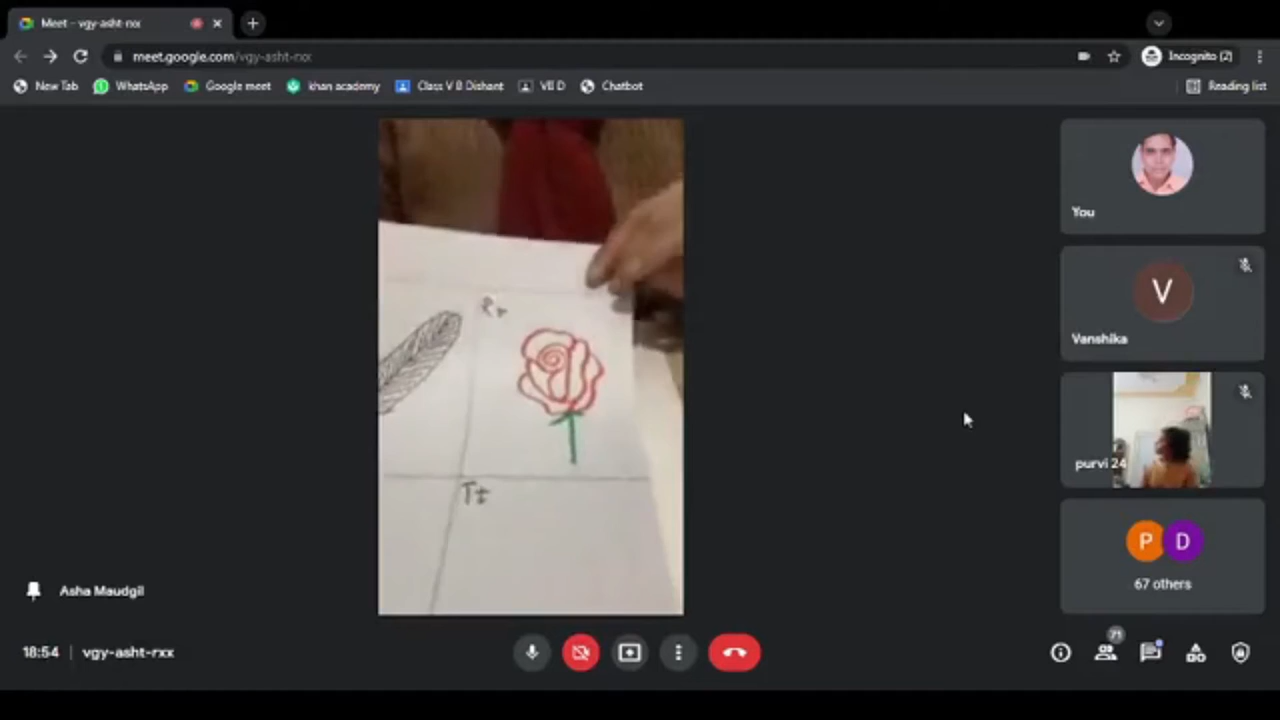 Meet - vgy-asht-rxx
meet.google.com/vgy-asht-rxx
Incognito (2)
New Tab
WhatsApp
Google meet
khan academy
Class V B Dishant
VII D
Chatbot
Reading list
You
V
Vanshika
purvi 24
P D
67 others
Rr
Tt
Asha Maudgil
18:54 | vgy-asht-rxx
71